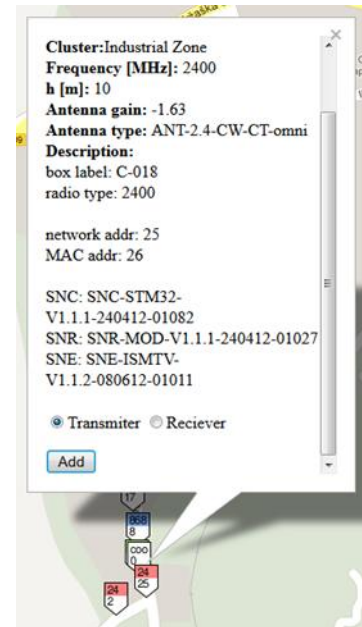 Cluster:Industrial Zone
Frequency [MHz]: 2400
h [m]: 10
Antenna gain: -1.63
Antenna type: ANT-2.4-CW-CT-omni
Description:
box label: C-018
radio type: 2400
network addr: 25
MAC addr: 26
SNC: SNC-STM32-
V1.1.1-240412-01082
SNR: SNR-MOD-V1.1.1-240412-01027
SNE: SNE-ISMTV-
V1.1.2-080612-01011
Transmiter Reciever
Add
17
868
8
coo
0
24
25
24
2